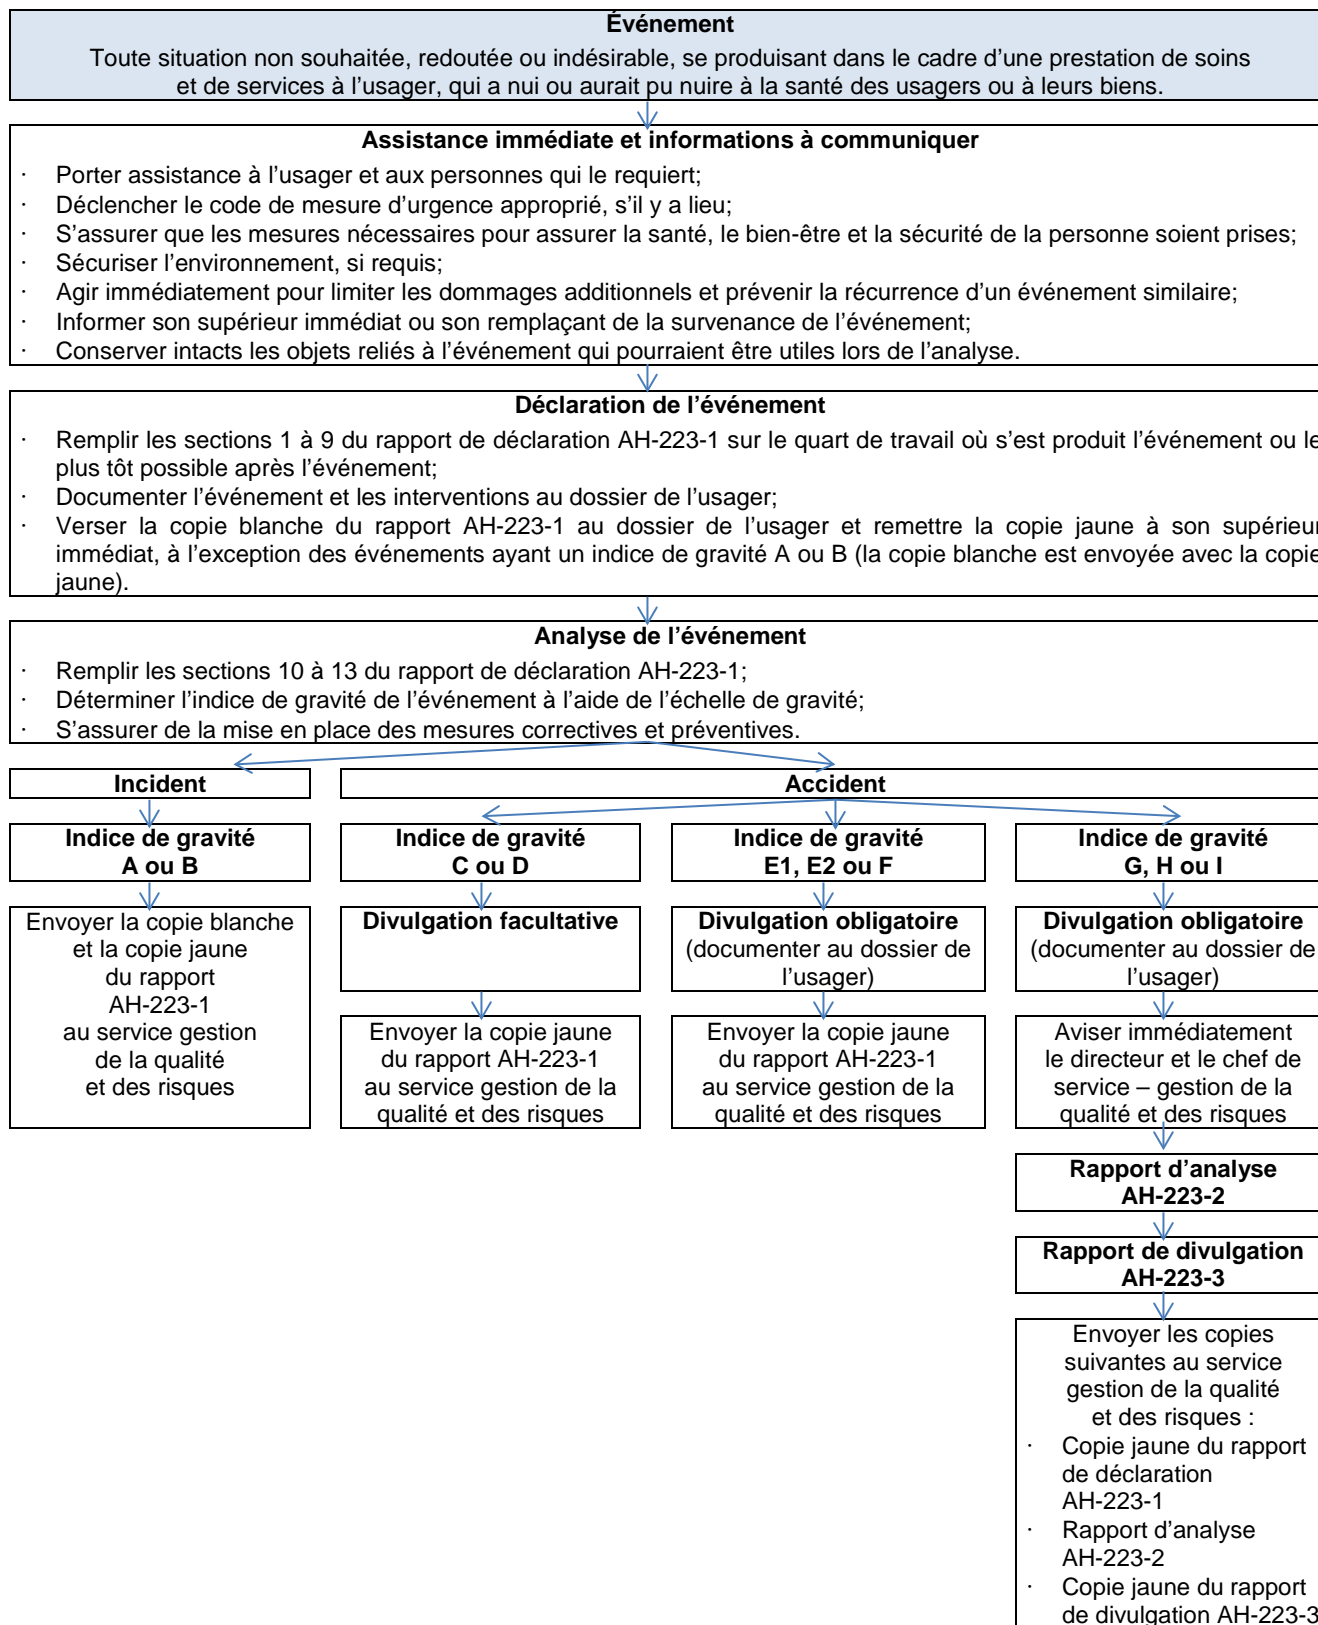 Événement
Toute situation non souhaitée, redoutée ou indésirable, se produisant dans le cadre d’une prestation de soins
et de services à l’usager, qui a nui ou aurait pu nuire à la santé des usagers ou à leurs biens.
Assistance immédiate et informations à communiquer
· Porter assistance à l’usager et aux personnes qui le requiert;
· Déclencher le code de mesure d’urgence approprié, s’il y a lieu;
· S’assurer que les mesures nécessaires pour assurer la santé, le bien-être et la sécurité de la personne soient prises;
· Sécuriser l’environnement, si requis;
· Agir immédiatement pour limiter les dommages additionnels et prévenir la récurrence d’un événement similaire;
· Informer son supérieur immédiat ou son remplaçant de la survenance de l’événement;
· Conserver intacts les objets reliés à l’événement qui pourraient être utiles lors de l’analyse.
Déclaration de l’événement
· Remplir les sections 1 à 9 du rapport de déclaration AH-223-1 sur le quart de travail où s’est produit l’événement ou le
plus tôt possible après l’événement;
· Documenter l’événement et les interventions au dossier de l’usager;
· Verser la copie blanche du rapport AH-223-1 au dossier de l’usager et remettre la copie jaune à son supérieur
immédiat, à l’exception des événements ayant un indice de gravité A ou B (la copie blanche est envoyée avec la copie
jaune).
Analyse de l’événement
· Remplir les sections 10 à 13 du rapport de déclaration AH-223-1;
· Déterminer l’indice de gravité de l’événement à l’aide de l’échelle de gravité;
· S’assurer de la mise en place des mesures correctives et préventives.
Incident
Accident
Indice de gravité
A ou B
Indice de gravité
C ou D
Indice de gravité
E1, E2 ou F
Indice de gravité
G, H ou I
Envoyer la copie blanche
et la copie jaune
du rapport
AH-223-1
au service gestion
de la qualité
et des risques
Divulgation facultative
Divulgation obligatoire
(documenter au dossier de
l’usager)
Divulgation obligatoire
(documenter au dossier de
l’usager)
Envoyer la copie jaune
du rapport AH-223-1
au service gestion de la
qualité et des risques
Envoyer la copie jaune
du rapport AH-223-1
au service gestion de la
qualité et des risques
Aviser immédiatement
le directeur et le chef de
service – gestion de la
qualité et des risques
Rapport d’analyse
AH-223-2
Rapport de divulgation
AH-223-3
Envoyer les copies
suivantes au service
gestion de la qualité
et des risques :
· Copie jaune du rapport
de déclaration
AH-223-1
· Rapport d’analyse
AH-223-2
· Copie jaune du rapport
de divulgation AH-223-3